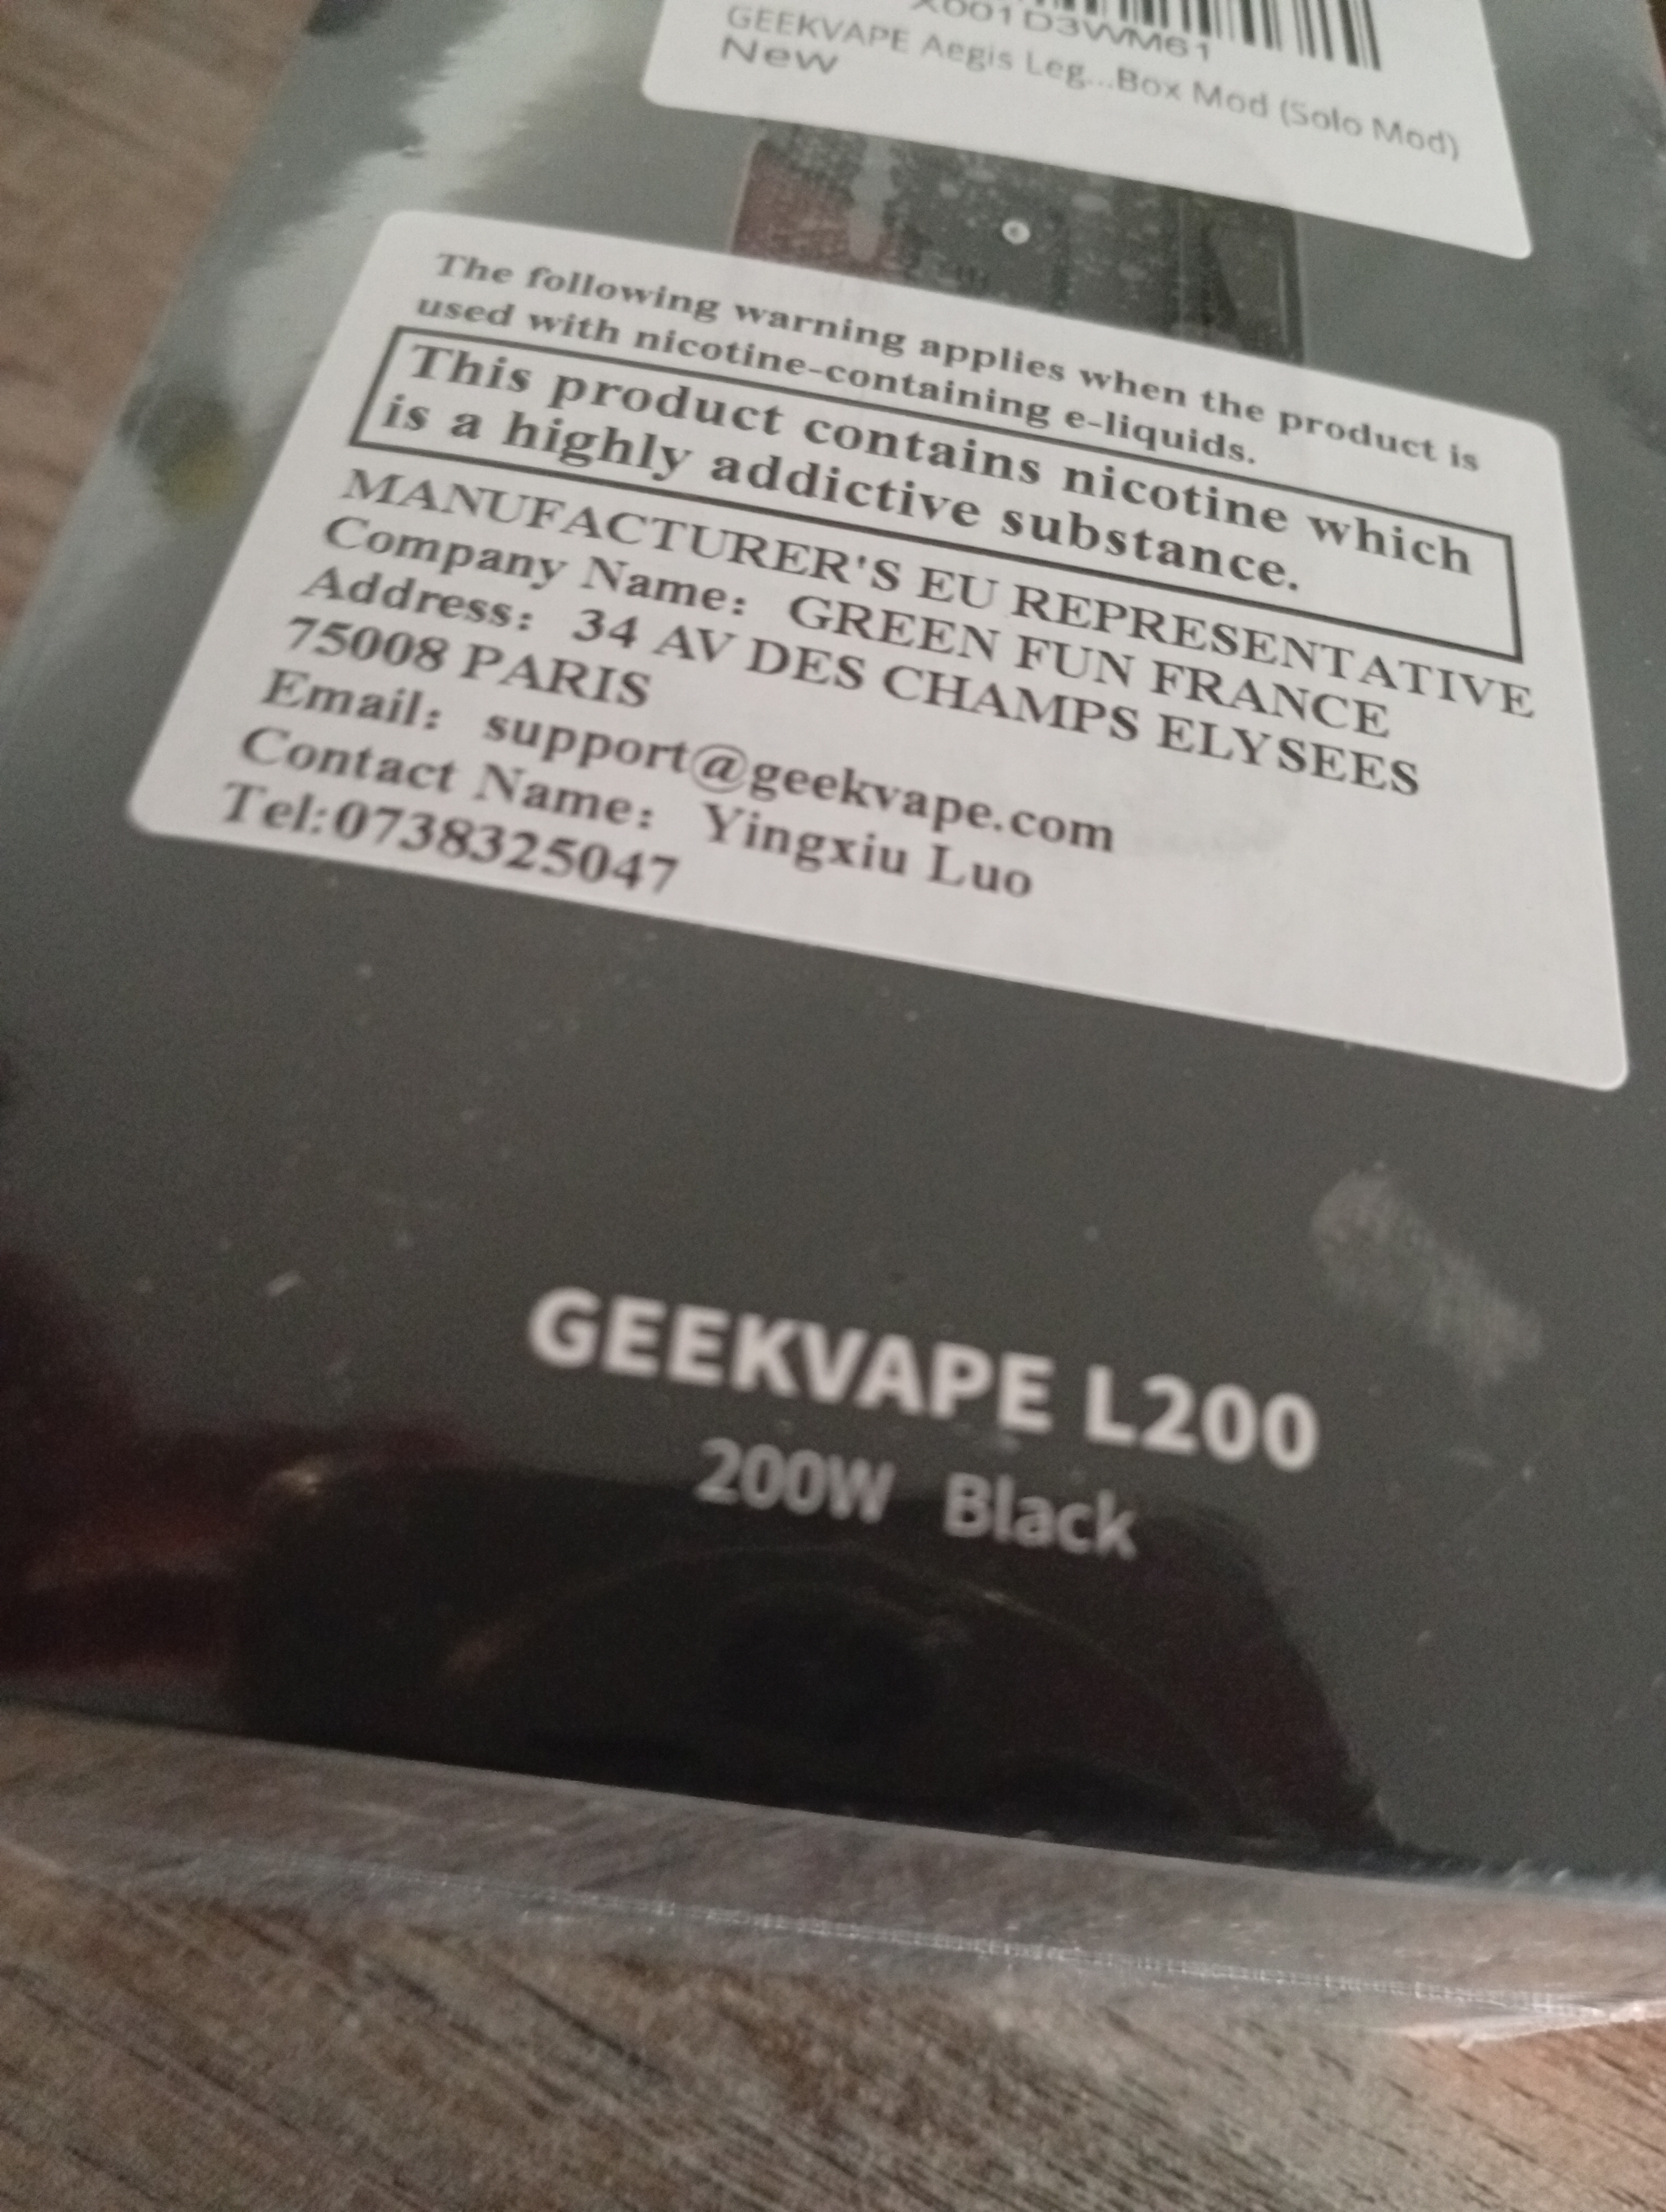 X001D3WM61
GEEKVAPE Aegis Leg...Box Mod (Solo Mod)
New
The following warning applies when the product is
used with nicotine-containing e-liquids.
This product contains nicotine which
is a highly addictive substance.
MANUFACTURER'S EU REPRESENTATIVE
Company Name: GREEN FUN FRANCE
Address: 34 AV DES CHAMPS ELYSEES
75008 PARIS
Email: support@geekvape.com
Contact Name: Yingxiu Luo
Tel:0738325047
GEEKVAPE L200
200W Black